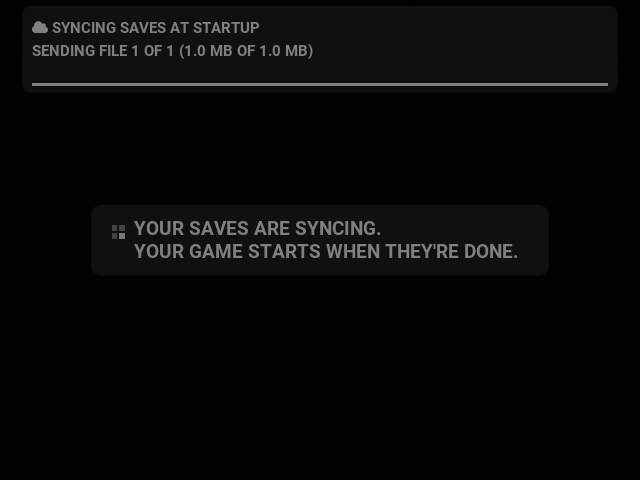 SYNCING SAVES AT STARTUP
SENDING FILE 1 OF 1 (1.0 MB OF 1.0 MB)
YOUR SAVES ARE SYNCING.
YOUR GAME STARTS WHEN THEY'RE DONE.